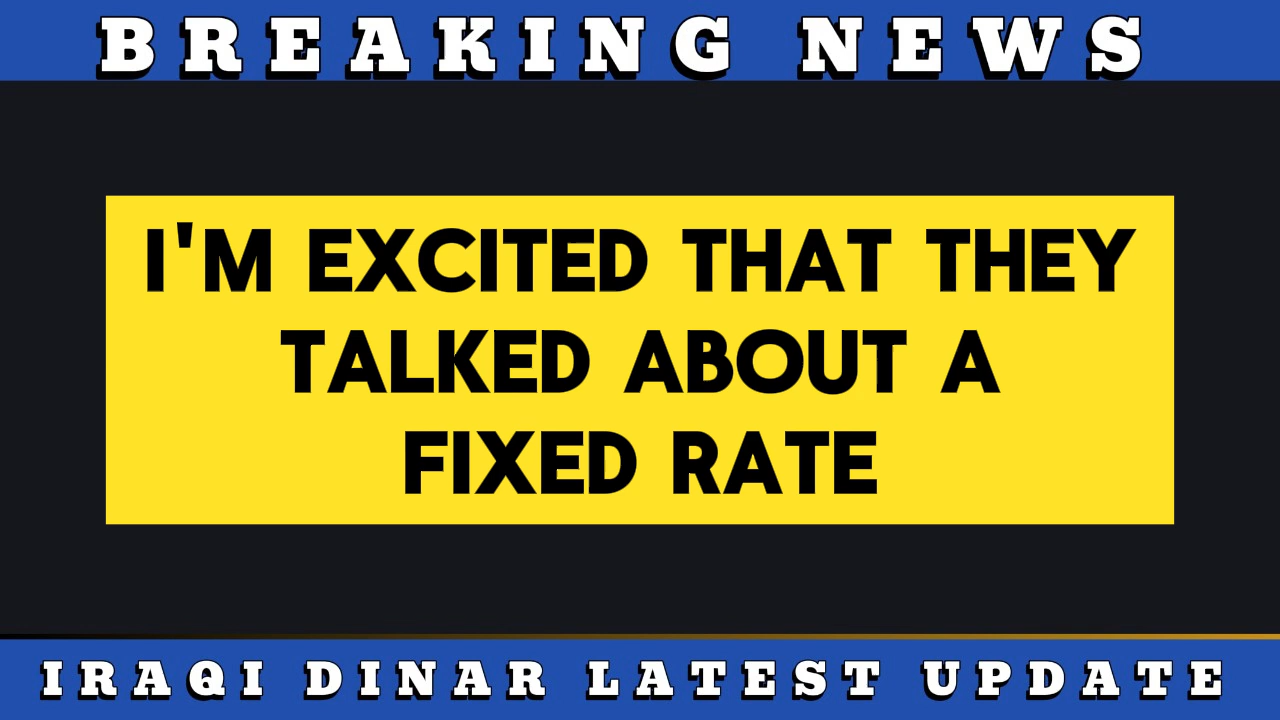 BREAKING NEWS
I'M EXCITED THAT THEY
TALKED ABOUT A
FIXED RATE
IRAQI DINAR LATEST UPDATE